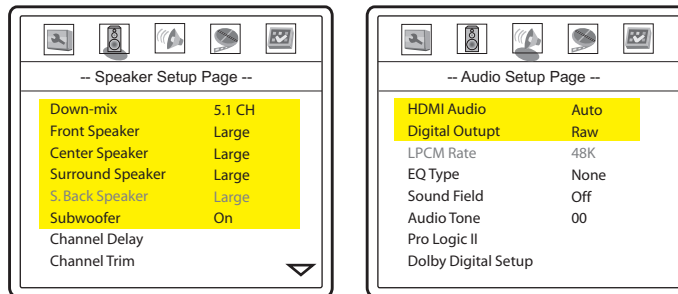 -- Speaker Setup Page --
Down-mix 5.1 CH
Front Speaker Large
Center Speaker Large
Surround Speaker Large
S. Back Speaker Large
Subwoofer On
Channel Delay
Channel Trim
-- Audio Setup Page --
HDMI Audio Auto
Digital Outupt Raw
LPCM Rate 48K
EQ Type None
Sound Field Off
Audio Tone 00
Pro Logic II
Dolby Digital Setup